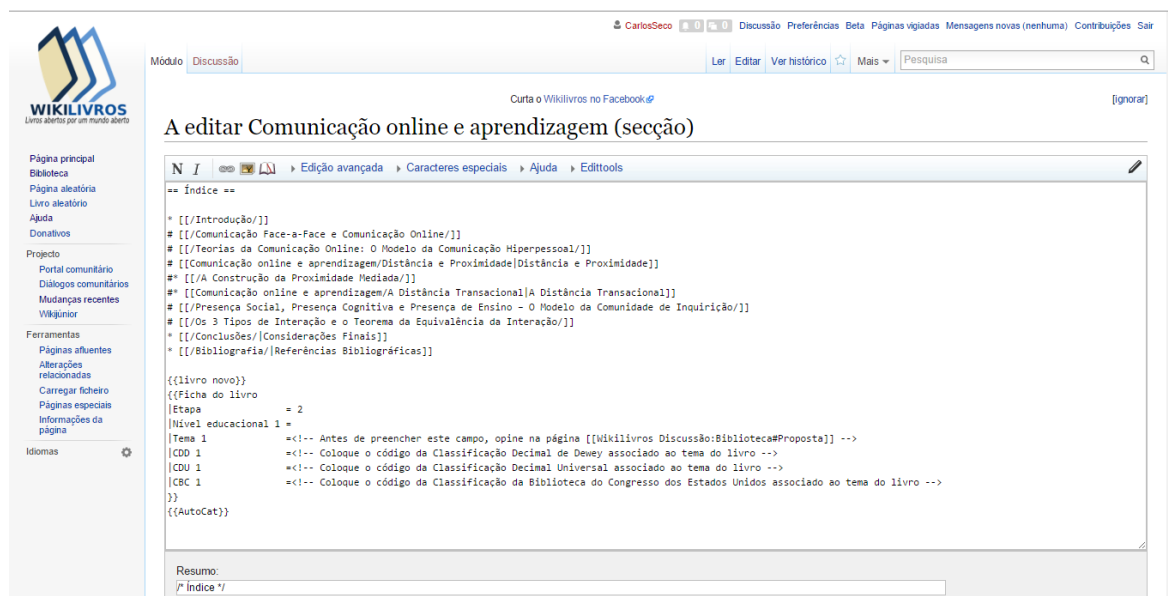 CarlosSeco 0 0 Discussão Preferências Beta Páginas vigiadas Mensagens novas (nenhuma) Contribuições Sair
Módulo Discussão Ler Editar Ver histórico Mais Pesquisa
WIKILIVROS
Livros abertos por um mundo aberto
Curta o Wikilivros no Facebook [ignorar]
A editar Comunicação online e aprendizagem (secção)
Página principal
Biblioteca
Página aleatória
Livro aleatório
Ajuda
Donativos
Projecto
Portal comunitário
Diálogos comunitários
Mudanças recentes
Wikijúnior
Ferramentas
Páginas afluentes
Alterações
relacionadas
Carregar ficheiro
Páginas especiais
Informações da
página
Idiomas
N I Edição avançada Caracteres especiais Ajuda Edittools
== Índice ==
* [[/Introdução/]]
# [[/Comunicação Face-a-Face e Comunicação Online/]]
# [[/Teorias da Comunicação Online: O Modelo da Comunicação Hiperpessoal/]]
# [[Comunicação online e aprendizagem/Distância e Proximidade|Distância e Proximidade]]
#* [[/A Construção da Proximidade Mediada/]]
#* [[Comunicação online e aprendizagem/A Distância Transacional|A Distância Transacional]]
# [[/Presença Social, Presença Cognitiva e Presença de Ensino – O Modelo da Comunidade de Inquirição/]]
# [[/Os 3 Tipos de Interação e o Teorema da Equivalência da Interação/]]
* [[/Conclusões/|Considerações Finais]]
* [[/Bibliografia/|Referências Bibliográficas]]
{{livro novo}}
{{Ficha do livro
|Etapa = 2
|Nível educacional 1 =
|Tema 1 =<!-- Antes de preencher este campo, opine na página [[Wikilivros Discussão:Biblioteca#Proposta]] -->
|CDD 1 =<!-- Coloque o código da Classificação Decimal de Dewey associado ao tema do livro -->
|CDU 1 =<!-- Coloque o código da Classificação Decimal Universal associado ao tema do livro -->
|CBC 1 =<!-- Coloque o código da Classificação da Biblioteca do Congresso dos Estados Unidos associado ao tema do livro -->
}}
{{AutoCat}}
Resumo:
/* Índice */